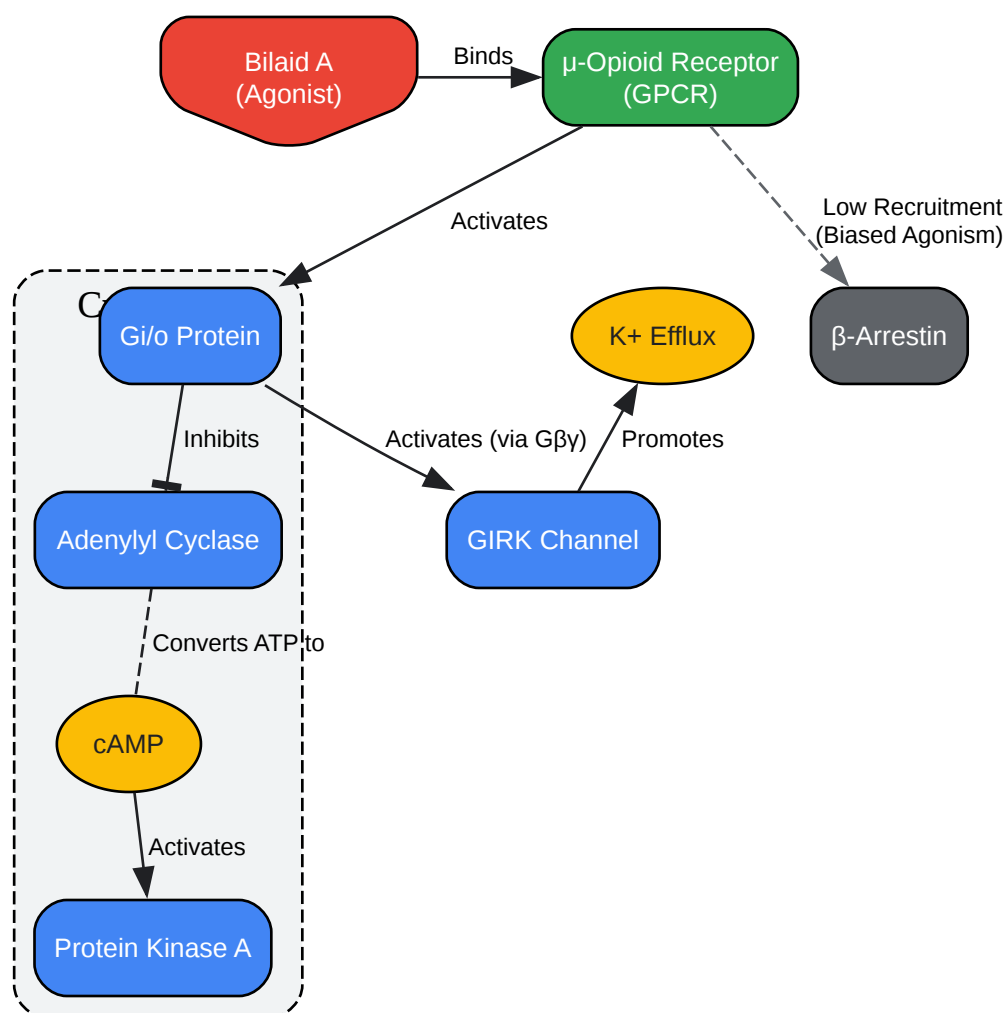 Bilaid A
(Agonist)
Binds
μ-Opioid Receptor
(GPCR)
Activates
Low Recruitment
(Biased Agonism)
Gi/o Protein
K+ Efflux
β-Arrestin
Inhibits
Activates (via Gβγ)
Promotes
Adenylyl Cyclase
GIRK Channel
Converts ATP to
cAMP
Activates
Protein Kinase A